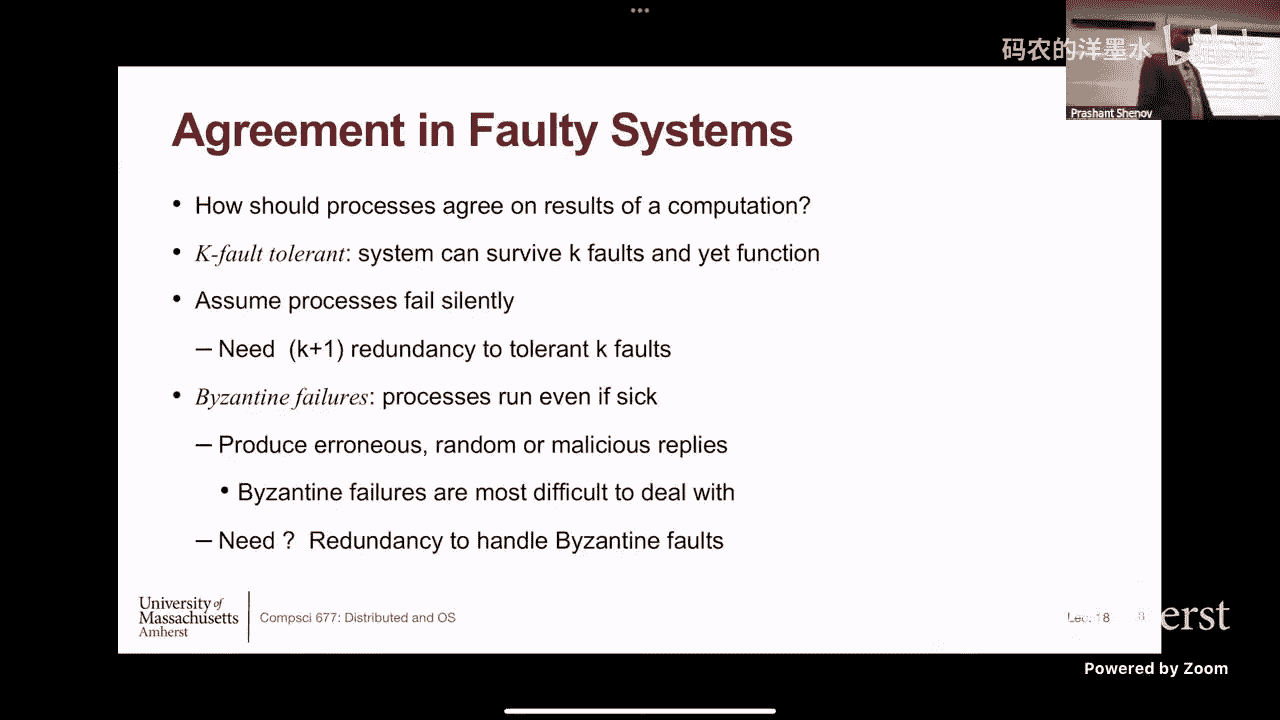 码农的洋墨水
Prashant Shenoy
Agreement in Faulty Systems
• How should processes agree on results of a computation?
• K-fault tolerant: system can survive k faults and yet function
• Assume processes fail silently
– Need (k+1) redundancy to tolerant k faults
• Byzantine failures: processes run even if sick
– Produce erroneous, random or malicious replies
• Byzantine failures are most difficult to deal with
– Need ? Redundancy to handle Byzantine faults
University of
Massachusetts
Amherst
Compsci 677: Distributed and OS
Lec. 18
8
erst
Powered by Zoom